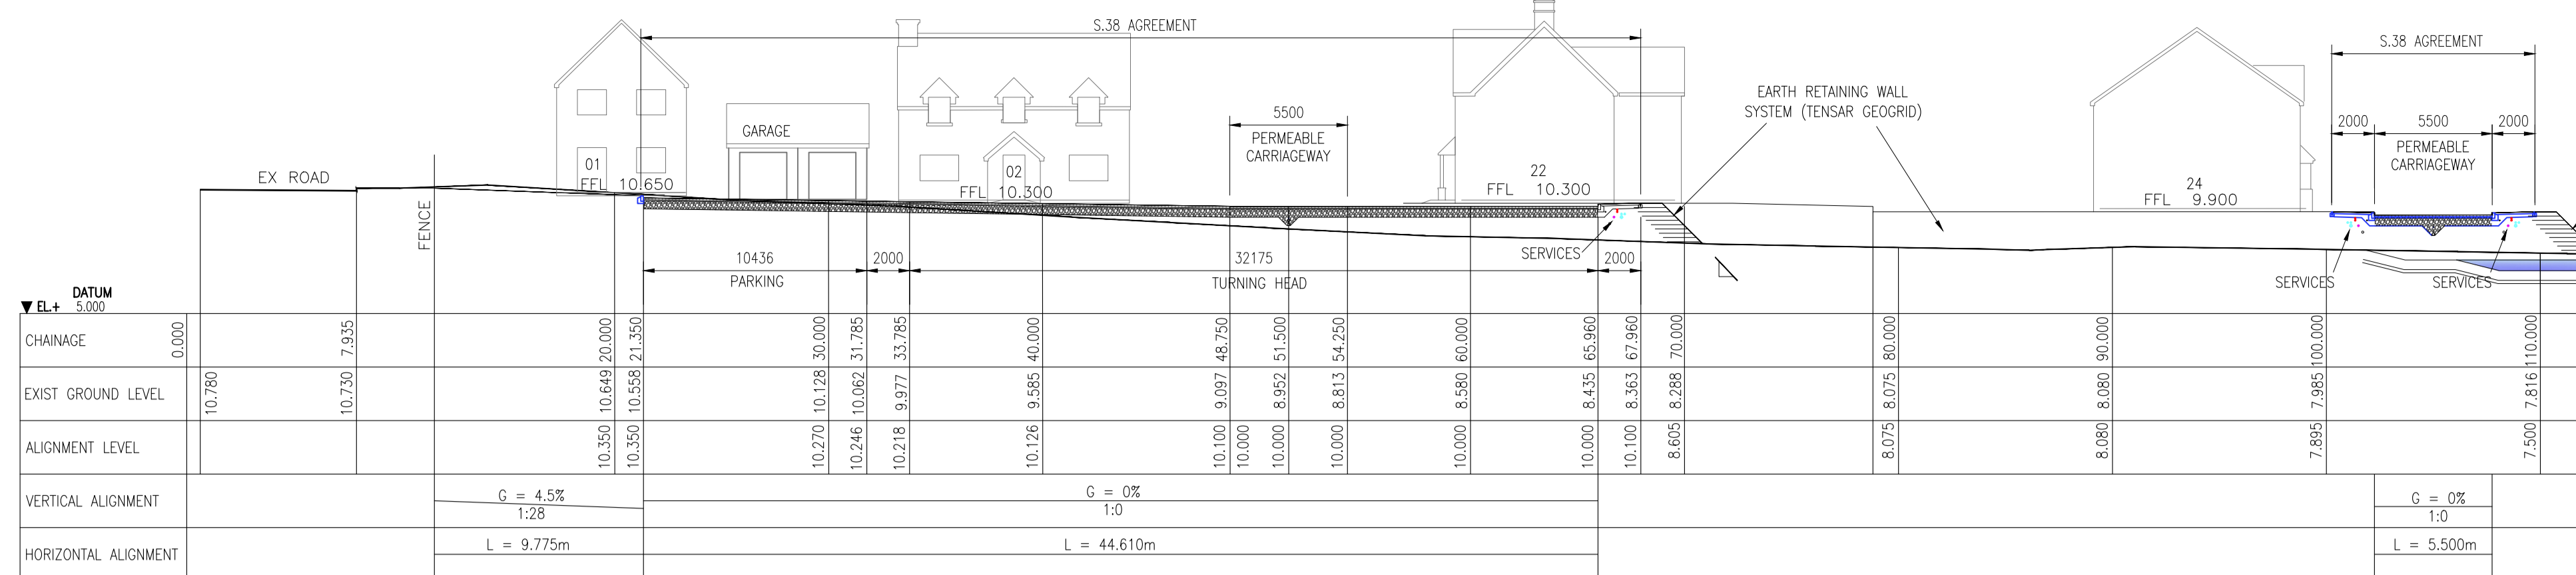 S.38 AGREEMENT
S.38 AGREEMENT
EARTH RETAINING WALL
SYSTEM (TENSAR GEOGRID)
5500
PERMEABLE
CARRIAGEWAY
2000 5500 2000
PERMEABLE
CARRIAGEWAY
GARAGE
EX ROAD
01
FFL 10.650
02
FFL 10.300
22
FFL 10.300
24
FFL 9.900
FENCE
SERVICES
SERVICES
SERVICES
10436 2000 32175 2000
PARKING
TURNING HEAD
DATUM
EL.+ 5.000
CHAINAGE 0.000 7.935 20.000 21.350 30.000 31.785 33.785 40.000 48.750 51.500 54.250 60.000 65.960 67.960 70.000 80.000 90.000 100.000 110.000
EXIST GROUND LEVEL 10.780 10.730 10.649 10.558 10.128 10.062 9.977 9.585 9.097 8.952 8.813 8.580 8.435 8.363 8.288 8.075 8.080 7.985 7.816
ALIGNMENT LEVEL 10.350 10.350 10.270 10.246 10.218 10.126 10.100 10.000 10.000 10.000 10.000 10.000 10.100 8.605 8.075 8.080 7.895 7.500
VERTICAL ALIGNMENT
G = 4.5%
1:28
G = 0%
1:0
G = 0%
1:0
HORIZONTAL ALIGNMENT
L = 9.775m
L = 44.610m
L = 5.500m